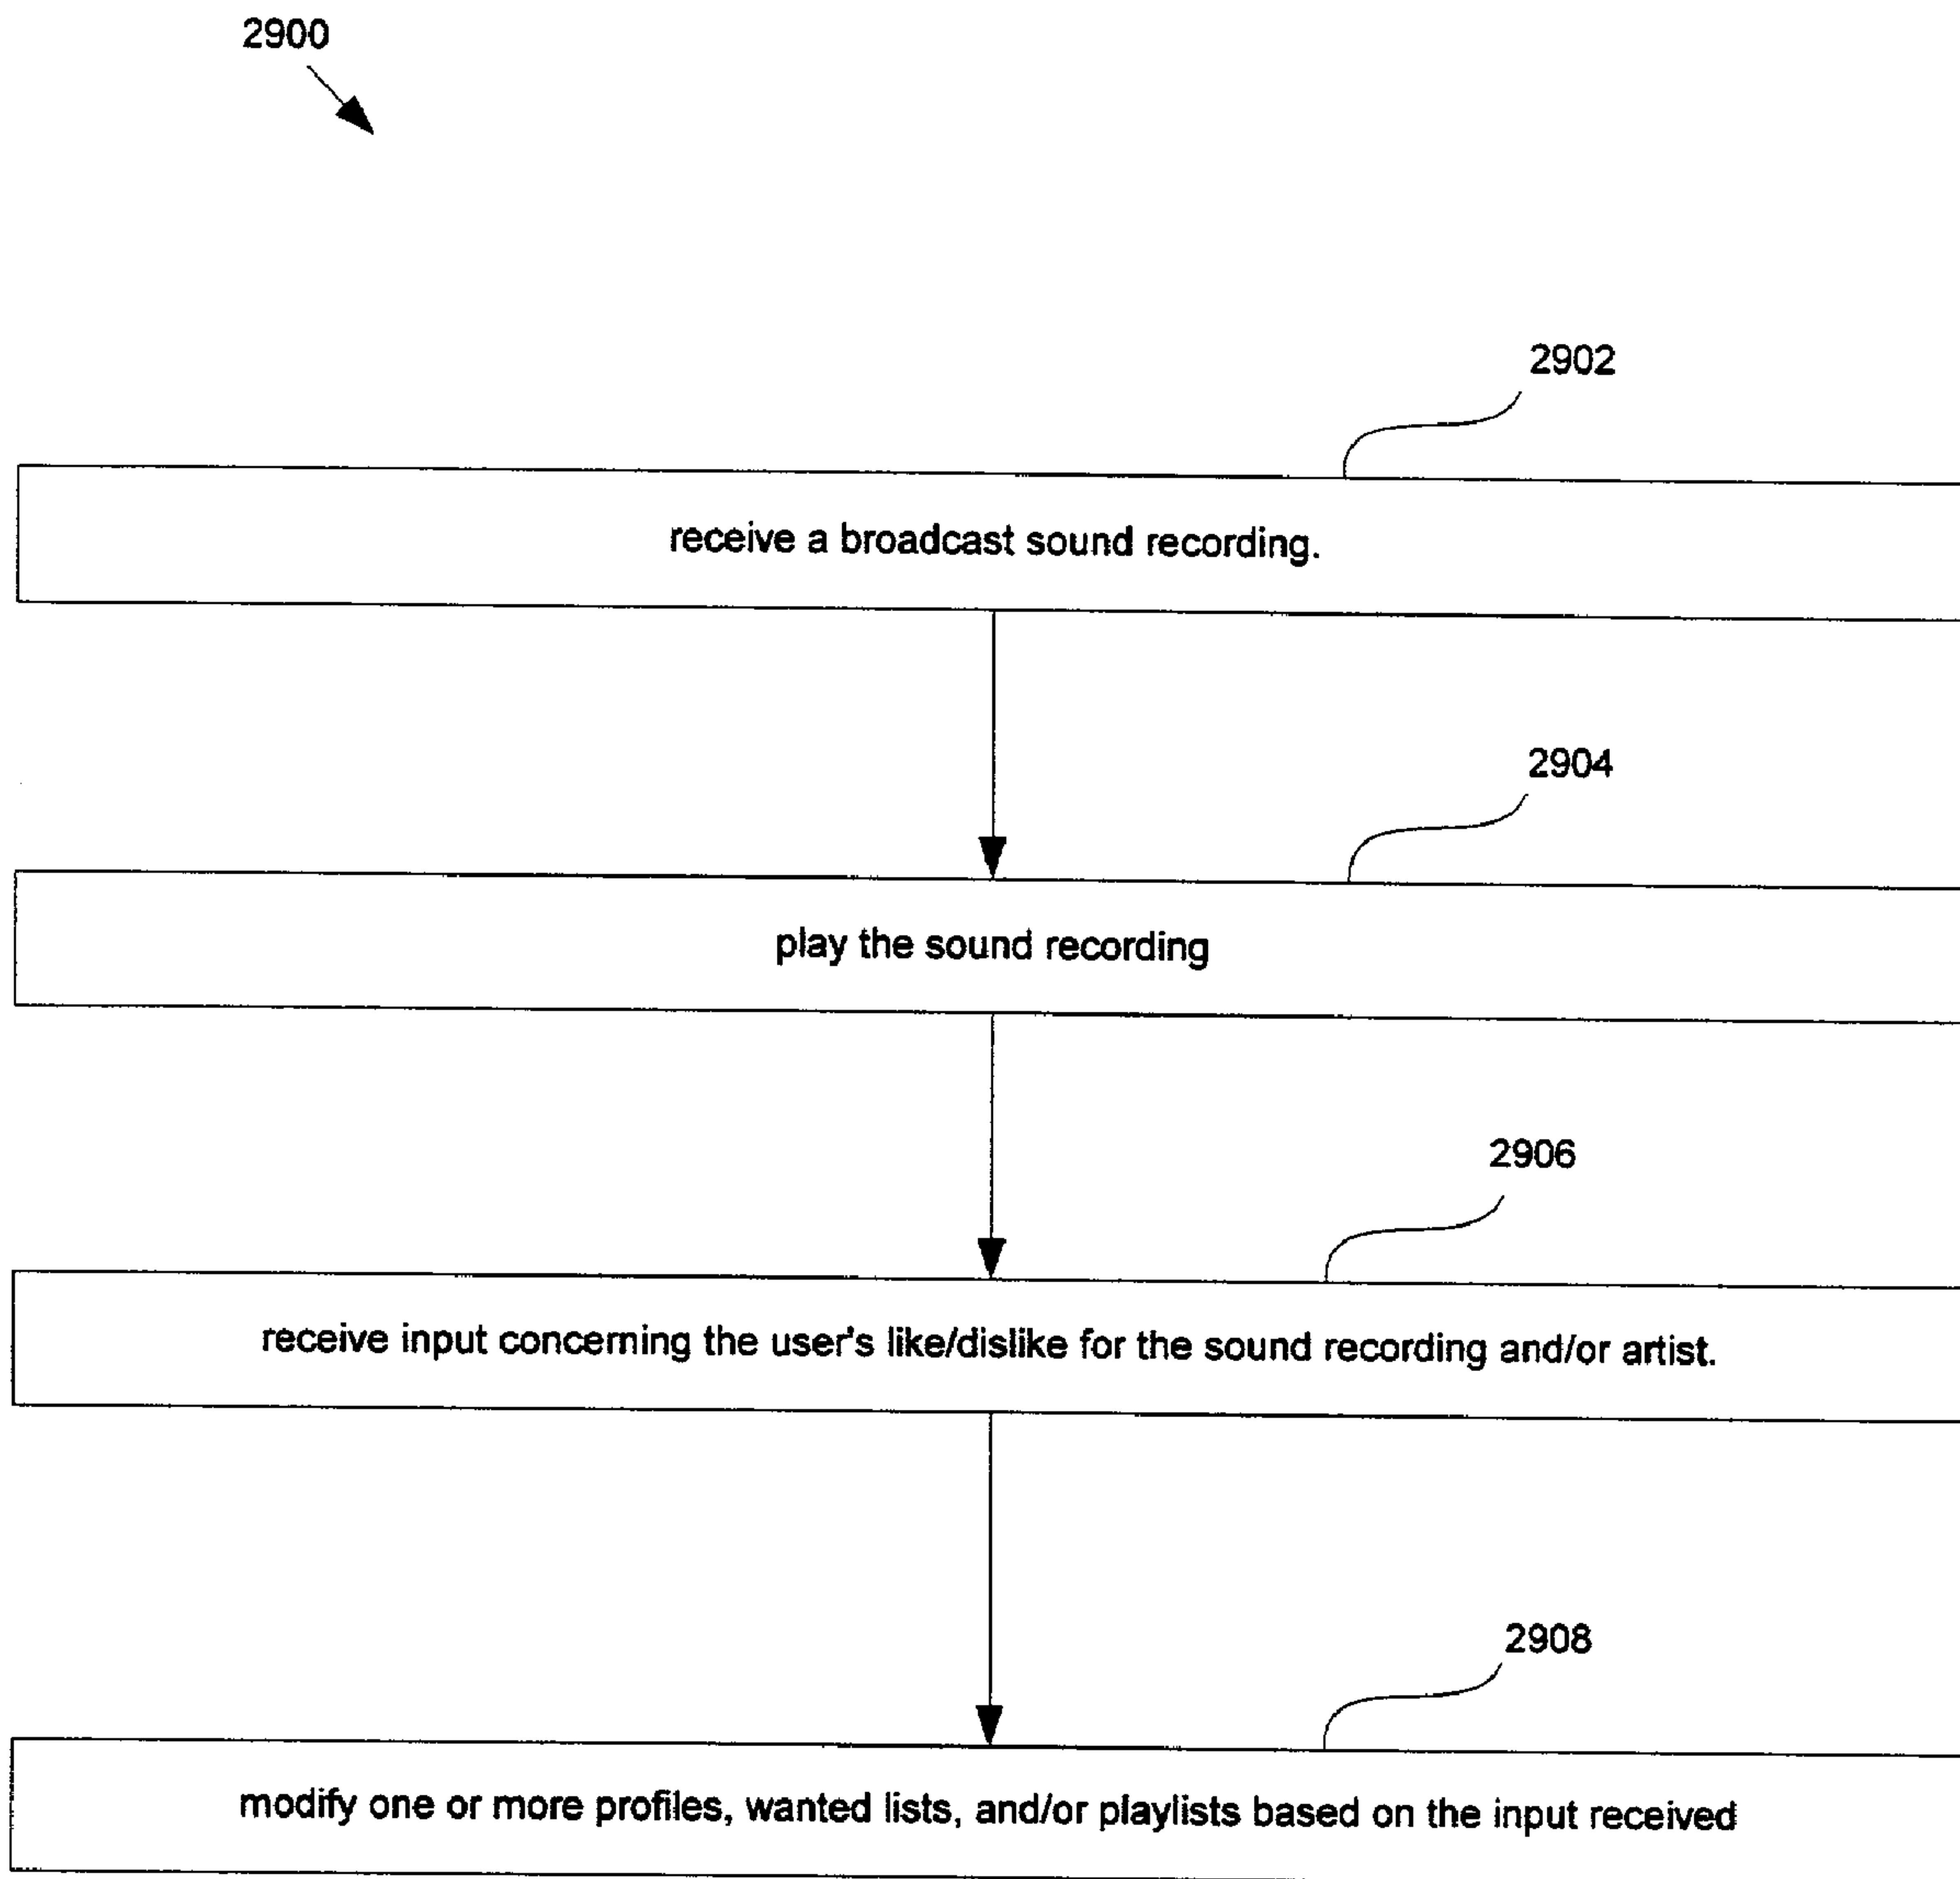 2900
2902
receive a broadcast sound recording.
2904
play the sound recording
2906
receive input concerning the user's like/dislike for the sound recording and/or artist.
2908
modify one or more profiles, wanted lists, and/or playlists based on the input received